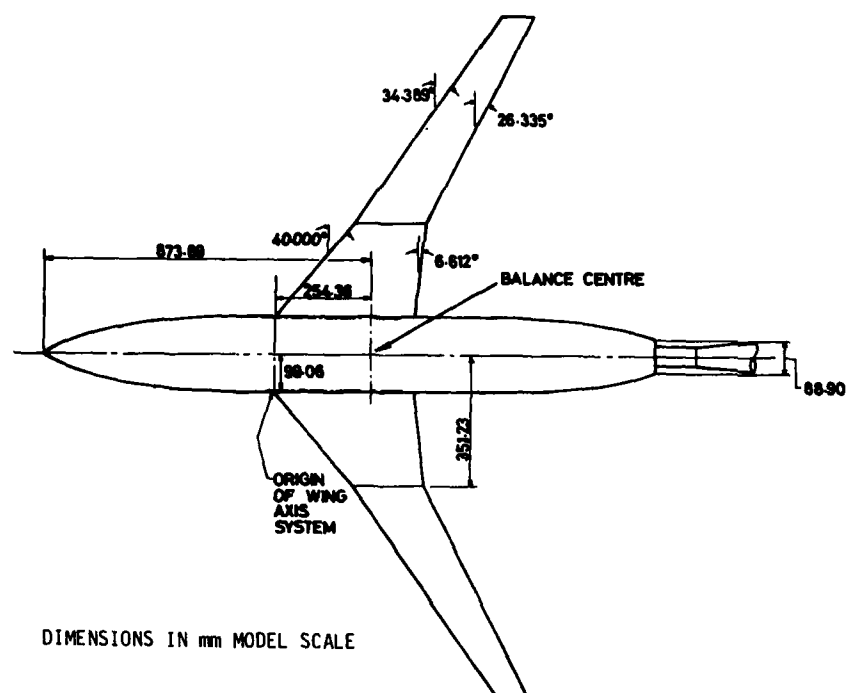 34·389°
26·335°
40·000°
873·89
6·612°
254·38
BALANCE CENTRE
99·06
88·90
351·23
ORIGIN
OF WING
AXIS
SYSTEM
DIMENSIONS IN mm MODEL SCALE